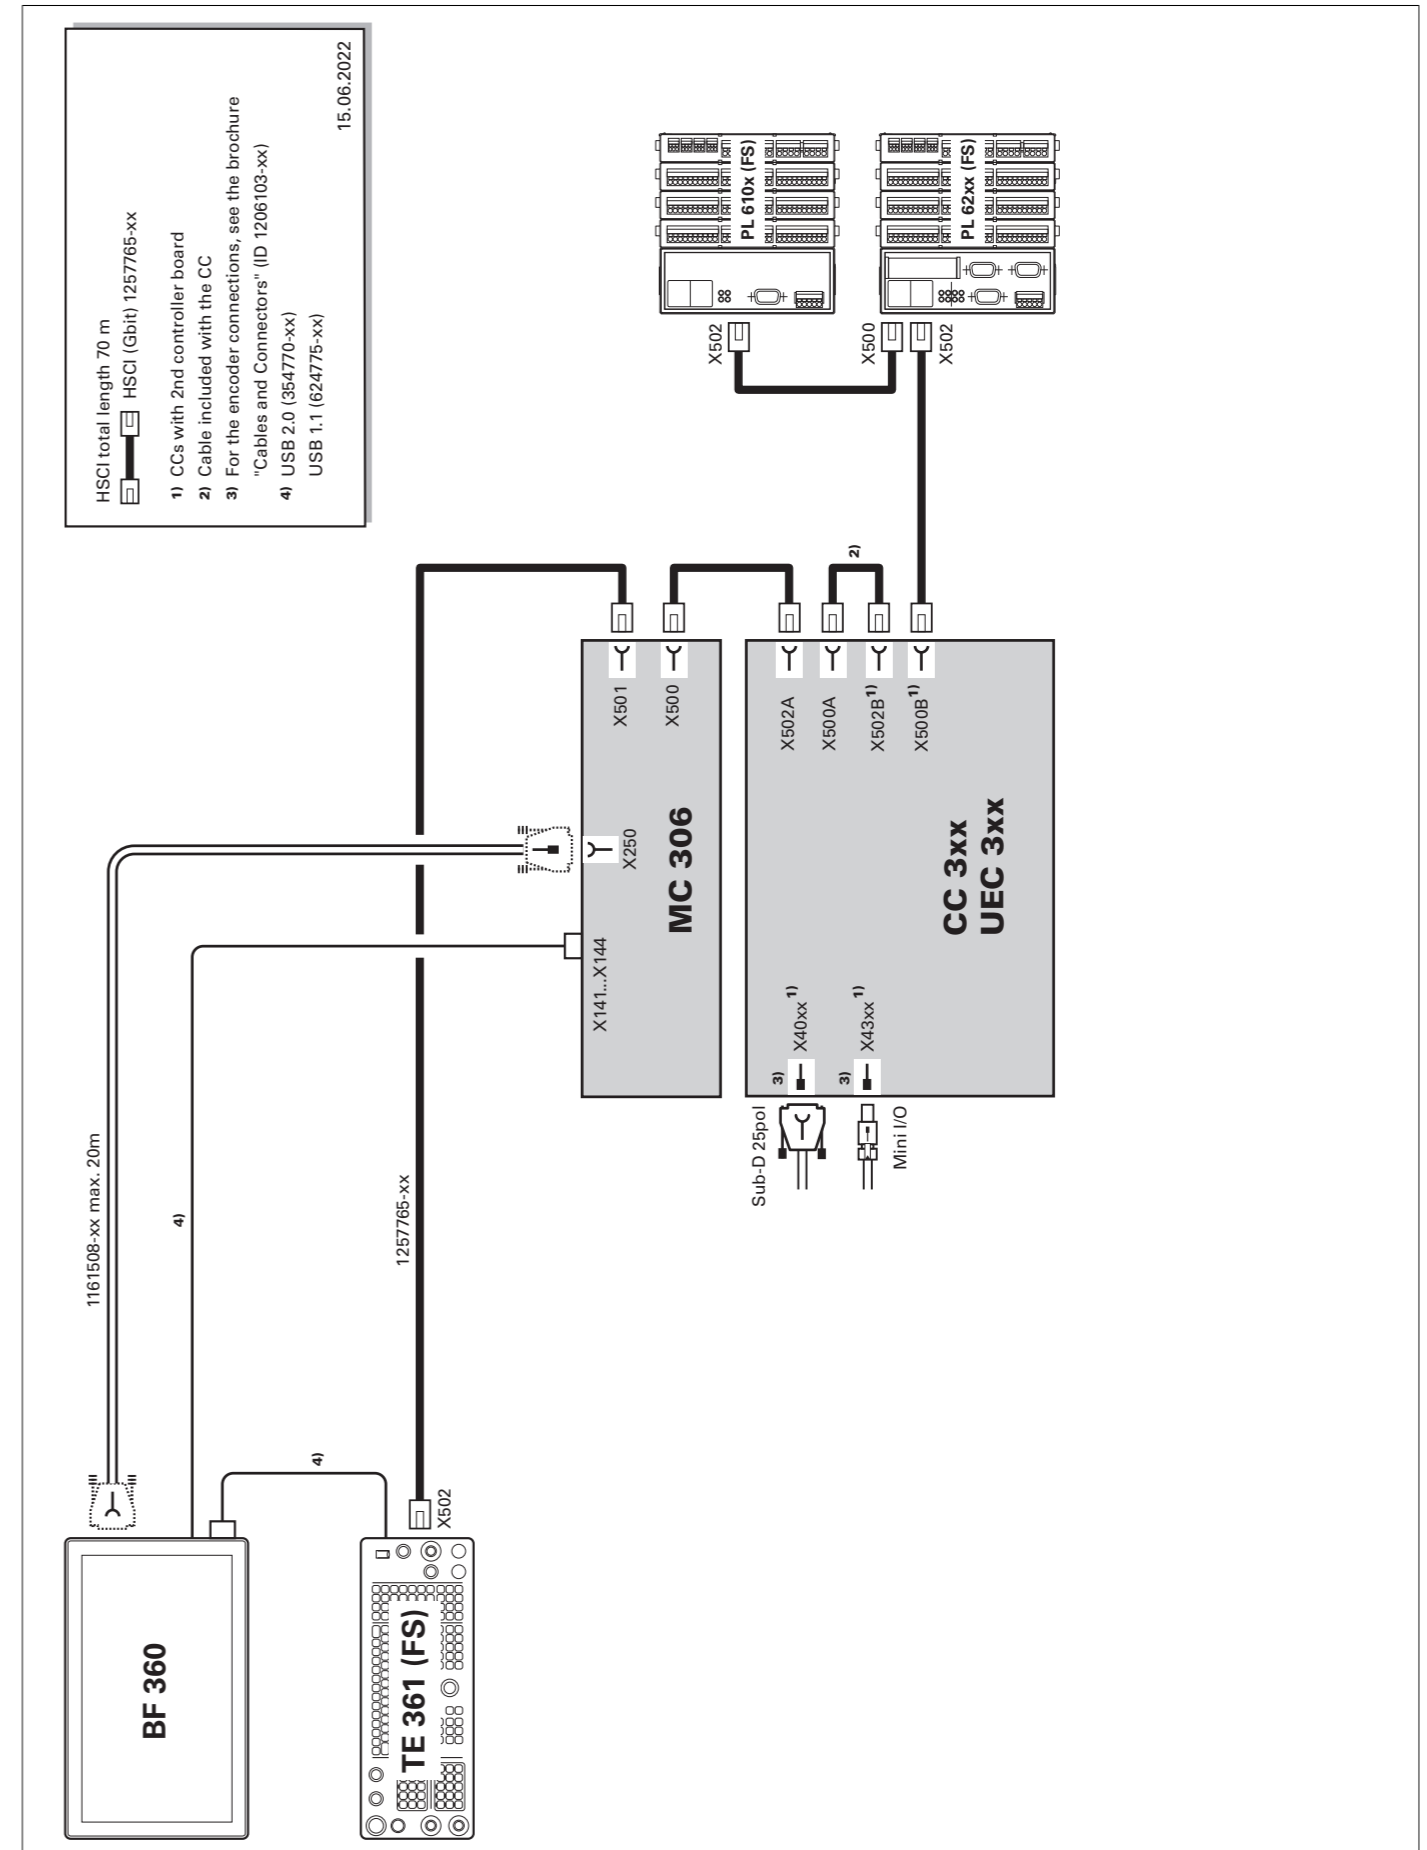 HSCI total length 70 m
HSCI (Gbit) 1257765-xx
1) CCs with 2nd controller board
2) Cable included with the CC
3) For the encoder connections, see the brochure
"Cables and Connectors" (ID 1206103-xx)
4) USB 2.0 (354770-xx)
USB 1.1 (624775-xx)
15.06.2022
BF 360
1161508-xx max. 20m
4)
4)
TE 361 (FS)
X502
1257765-xx
MC 306
X141...X144
X250
X501
X500
CC 3xx
UEC 3xx
Sub-D 25pol
3)
X40xx 1)
Mini I/O
3)
X43xx 1)
X502A
X500A
X502B 1)
X500B 1)
2)
X502
PL 610x (FS)
X500
X502
PL 62xx (FS)